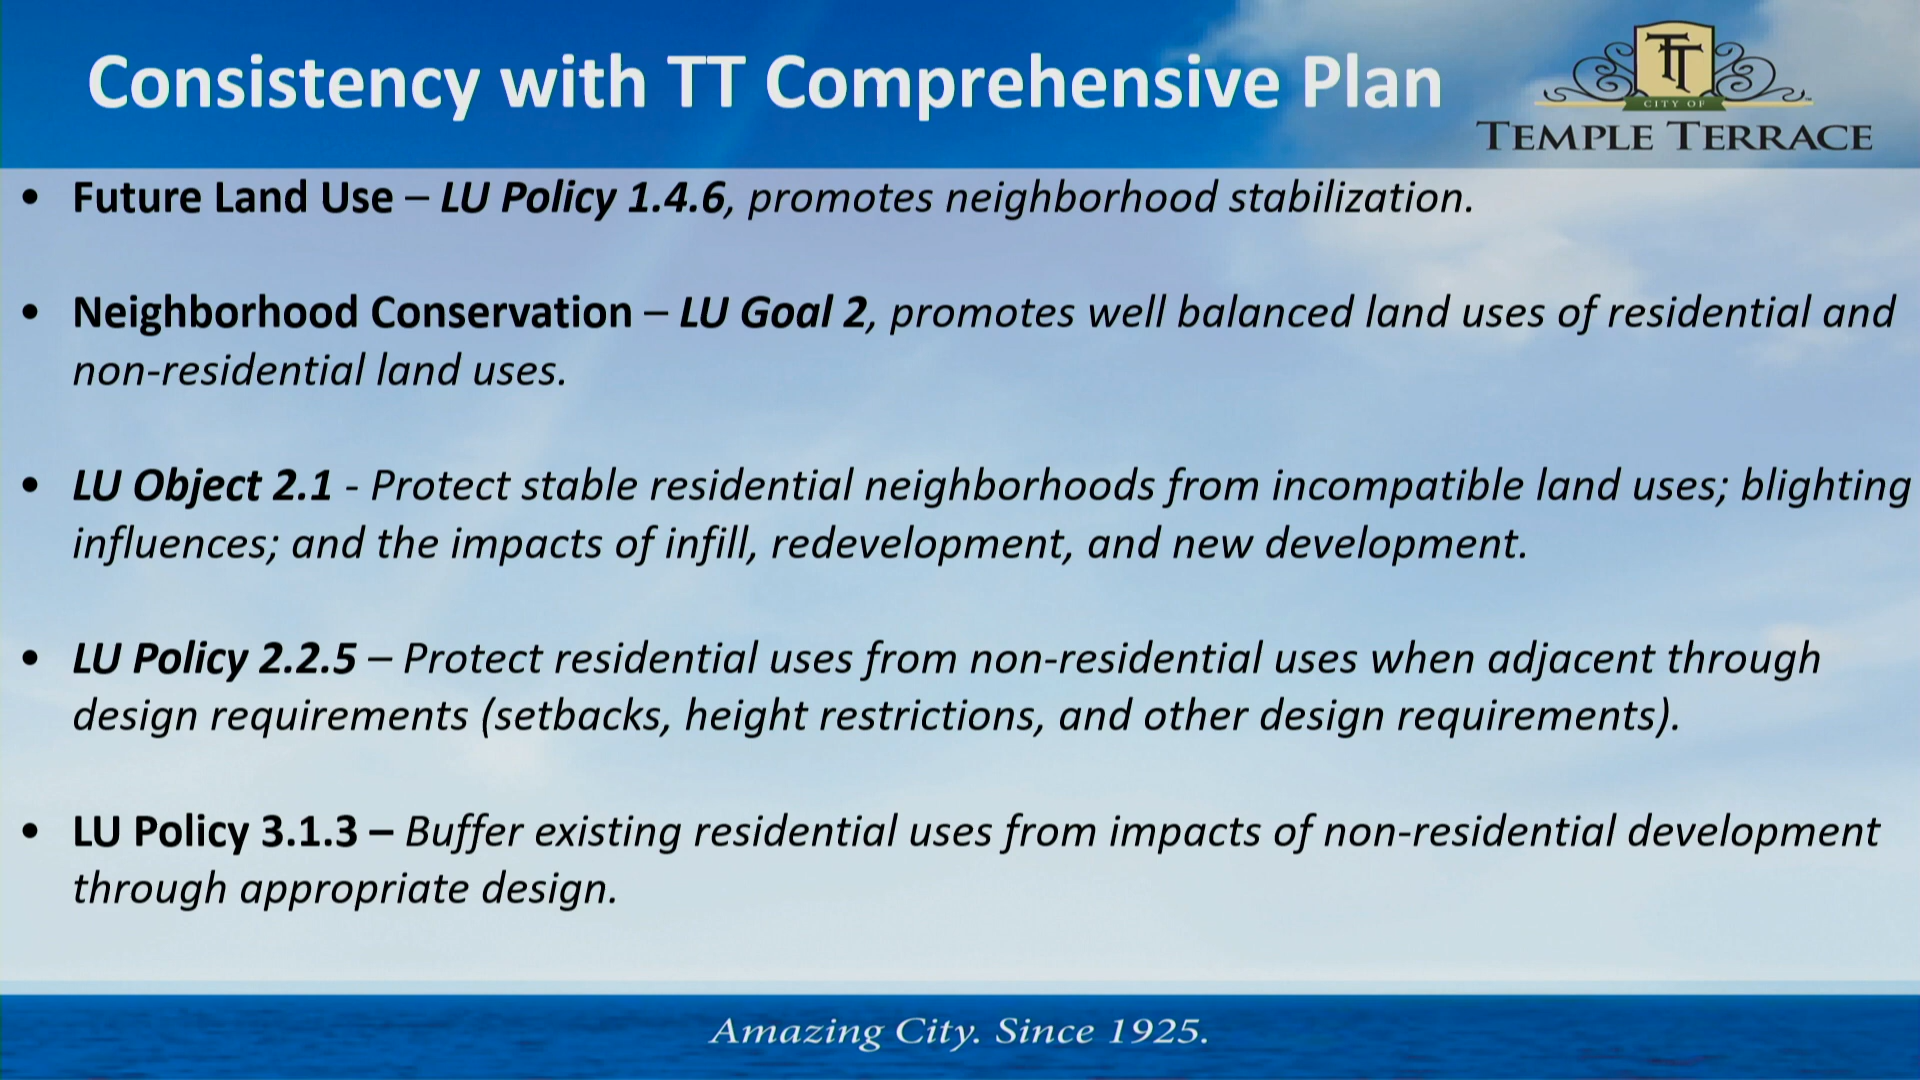 Consistency with TT Comprehensive Plan
TT
CITY OF
TEMPLE TERRACE
• Future Land Use – LU Policy 1.4.6, promotes neighborhood stabilization.
• Neighborhood Conservation – LU Goal 2, promotes well balanced land uses of residential and
non-residential land uses.
• LU Object 2.1 - Protect stable residential neighborhoods from incompatible land uses; blighting
influences; and the impacts of infill, redevelopment, and new development.
• LU Policy 2.2.5 – Protect residential uses from non-residential uses when adjacent through
design requirements (setbacks, height restrictions, and other design requirements).
• LU Policy 3.1.3 – Buffer existing residential uses from impacts of non-residential development
through appropriate design.
Amazing City. Since 1925.